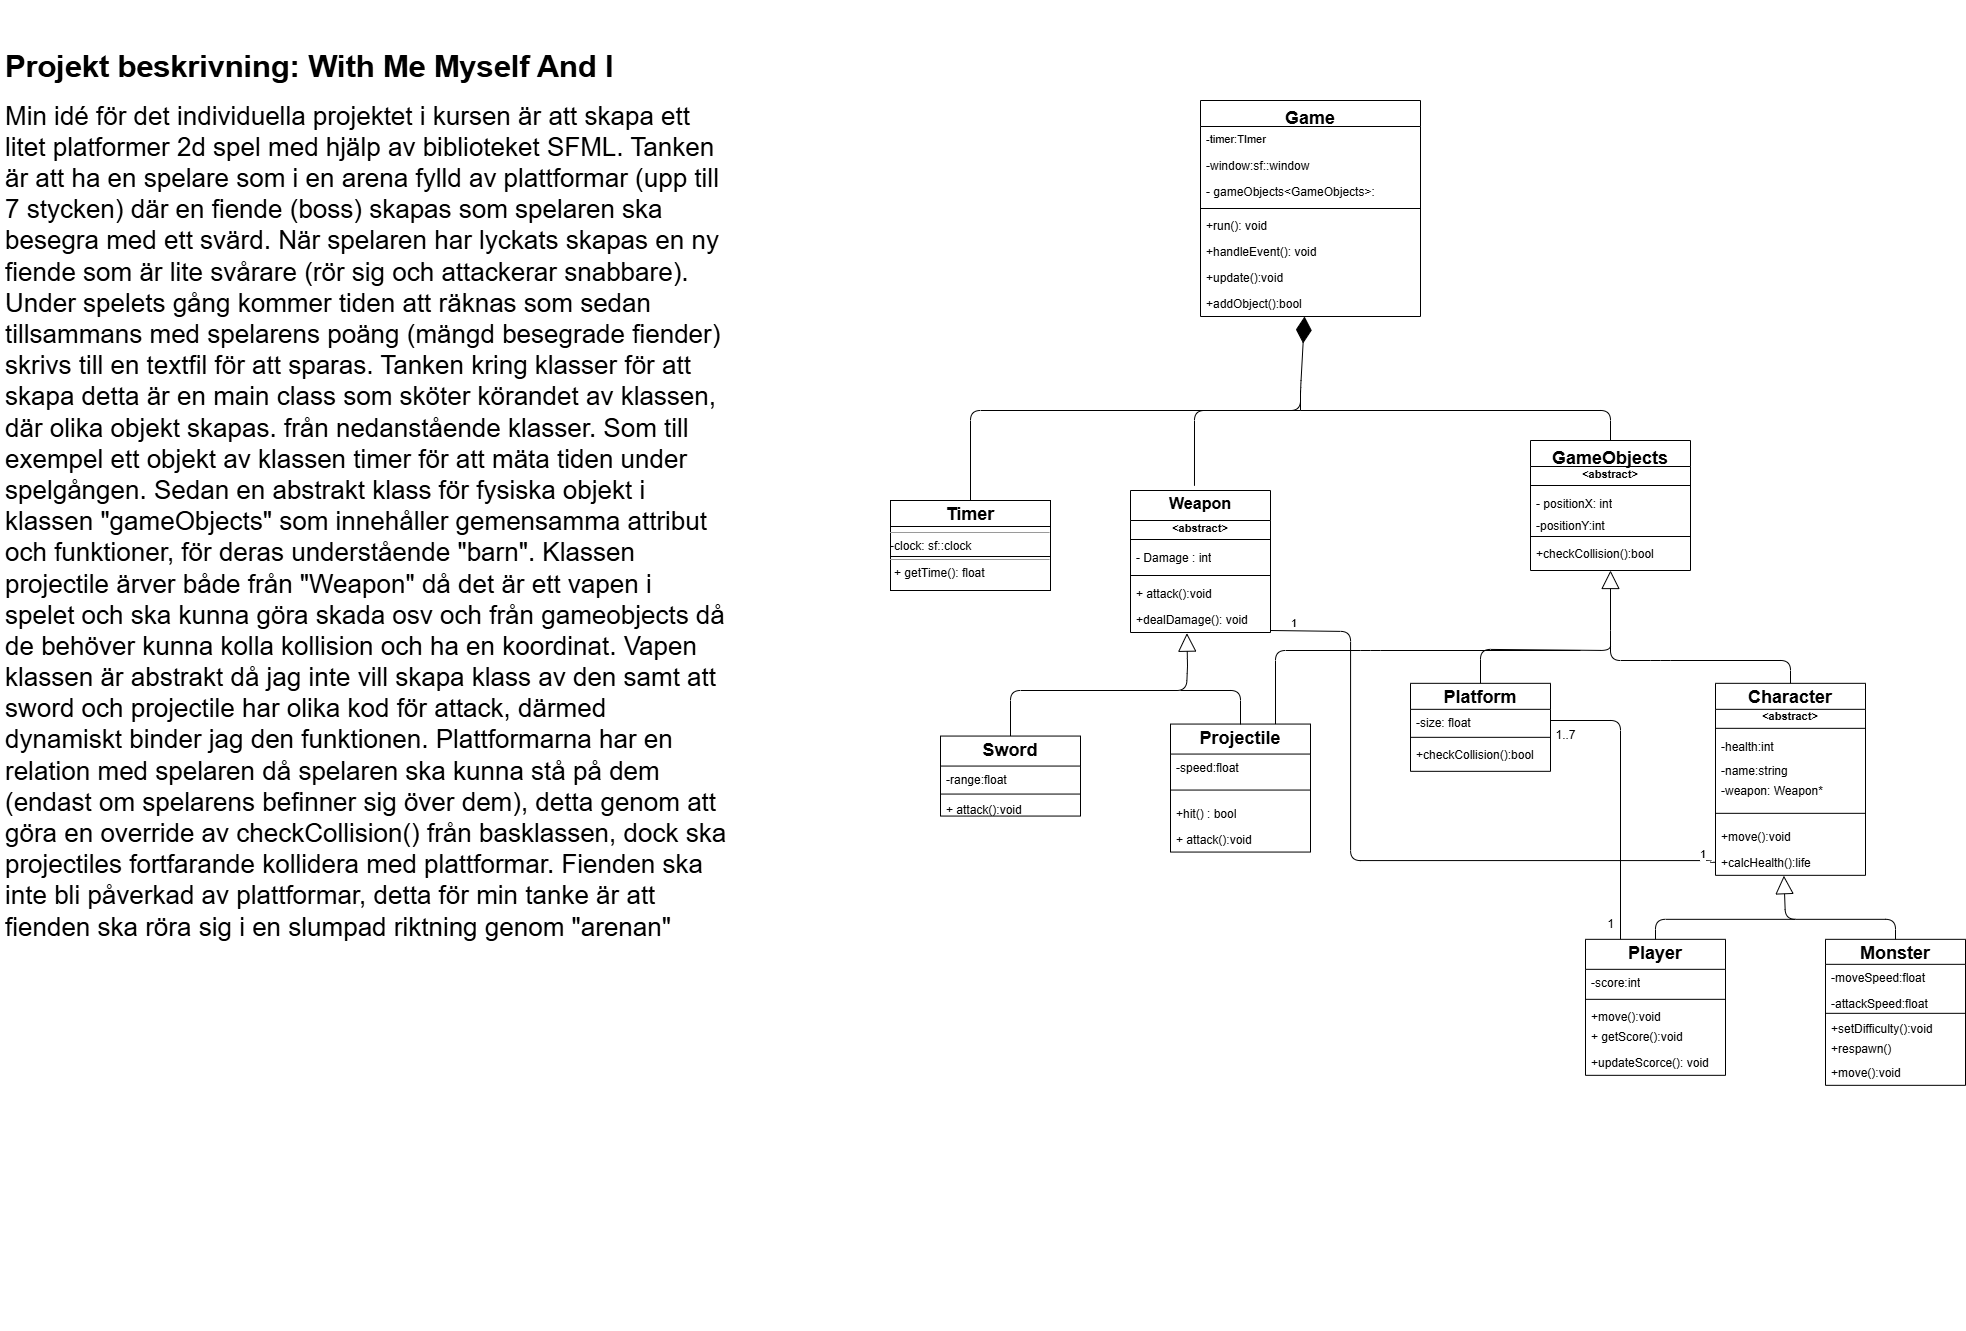 Projekt beskrivning: With Me Myself And I
Min idé för det individuella projektet i kursen är att skapa ett
litet platformer 2d spel med hjälp av biblioteket SFML. Tanken
är att ha en spelare som i en arena fylld av plattformar (upp till
7 stycken) där en fiende (boss) skapas som spelaren ska
besegra med ett svärd. När spelaren har lyckats skapas en ny
fiende som är lite svårare (rör sig och attackerar snabbare).
Under spelets gång kommer tiden att räknas som sedan
tillsammans med spelarens poäng (mängd besegrade fiender)
skrivs till en textfil för att sparas. Tanken kring klasser för att
skapa detta är en main class som sköter körandet av klassen,
där olika objekt skapas. från nedanstående klasser. Som till
exempel ett objekt av klassen timer för att mäta tiden under
spelgången. Sedan en abstrakt klass för fysiska objekt i
klassen "gameObjects" som innehåller gemensamma attribut
och funktioner, för deras understående "barn". Klassen
projectile ärver både från "Weapon" då det är ett vapen i
spelet och ska kunna göra skada osv och från gameobjects då
de behöver kunna kolla kollision och ha en koordinat. Vapen
klassen är abstrakt då jag inte vill skapa klass av den samt att
sword och projectile har olika kod för attack, därmed
dynamiskt binder jag den funktionen. Plattformarna har en
relation med spelaren då spelaren ska kunna stå på dem
(endast om spelarens befinner sig över dem), detta genom att
göra en override av checkCollision() från basklassen, dock ska
projectiles fortfarande kollidera med plattformar. Fienden ska
inte bli påverkad av plattformar, detta för min tanke är att
fienden ska röra sig i en slumpad riktning genom "arenan"
Game
-timer:TImer
-window:sf::window
- gameObjects<GameObjects>:
+run(): void
+handleEvent(): void
+update():void
+addObject():bool
Timer
-clock: sf::clock
+ getTime(): float
Weapon
<abstract>
- Damage : int
+ attack():void
+dealDamage(): void
1
GameObjects
<abstract>
- positionX: int
-positionY:int
+checkCollision():bool
Sword
-range:float
+ attack():void
Projectile
-speed:float
+hit() : bool
+ attack():void
Platform
-size: float
+checkCollision():bool
1..7
Character
<abstract>
-health:int
-name:string
-weapon: Weapon*
+move():void
+calcHealth():life
1
1
Player
-score:int
+move():void
+ getScore():void
+updateScorce(): void
Monster
-moveSpeed:float
-attackSpeed:float
+setDifficulty():void
+respawn()
+move():void